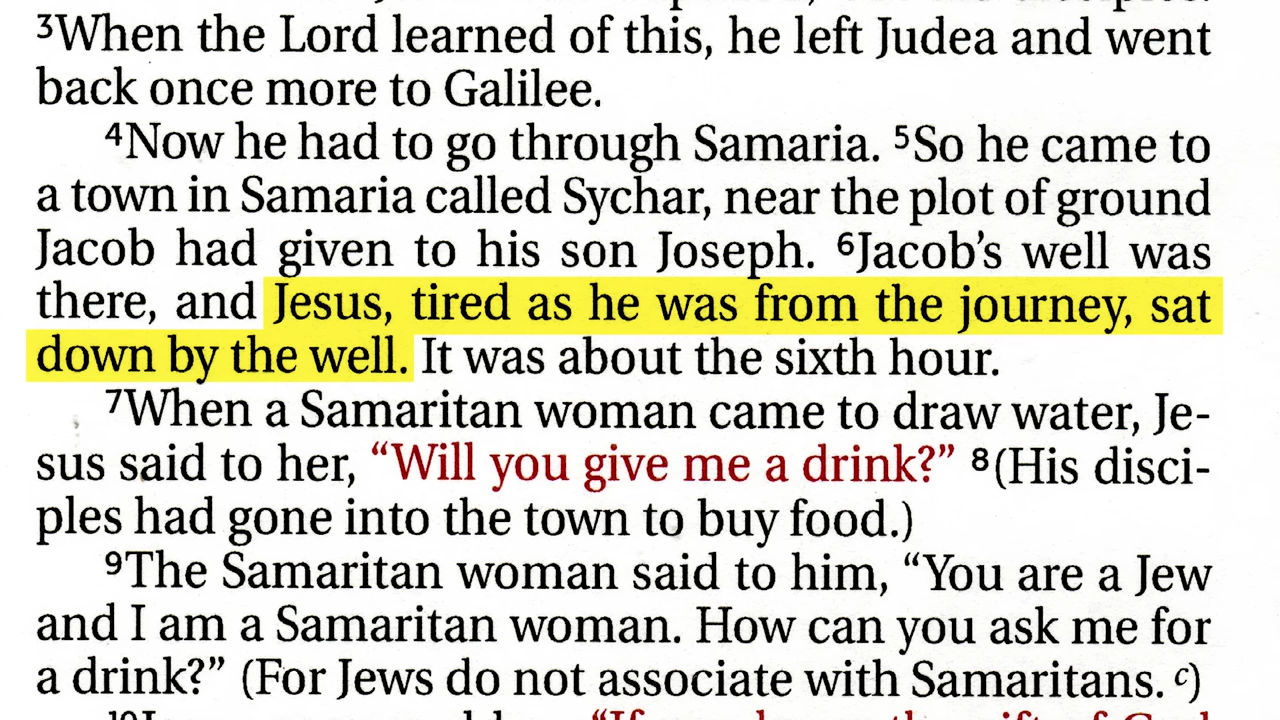 ³When the Lord learned of this, he left Judea and went
back once more to Galilee.
⁴Now he had to go through Samaria. ⁵So he came to
a town in Samaria called Sychar, near the plot of ground
Jacob had given to his son Joseph. ⁶Jacob’s well was
there, and Jesus, tired as he was from the journey, sat
down by the well. It was about the sixth hour.
⁷When a Samaritan woman came to draw water, Je-
sus said to her, “Will you give me a drink?” ⁸(His disci-
ples had gone into the town to buy food.)
⁹The Samaritan woman said to him, “You are a Jew
and I am a Samaritan woman. How can you ask me for
a drink?” (For Jews do not associate with Samaritans. ᶜ)